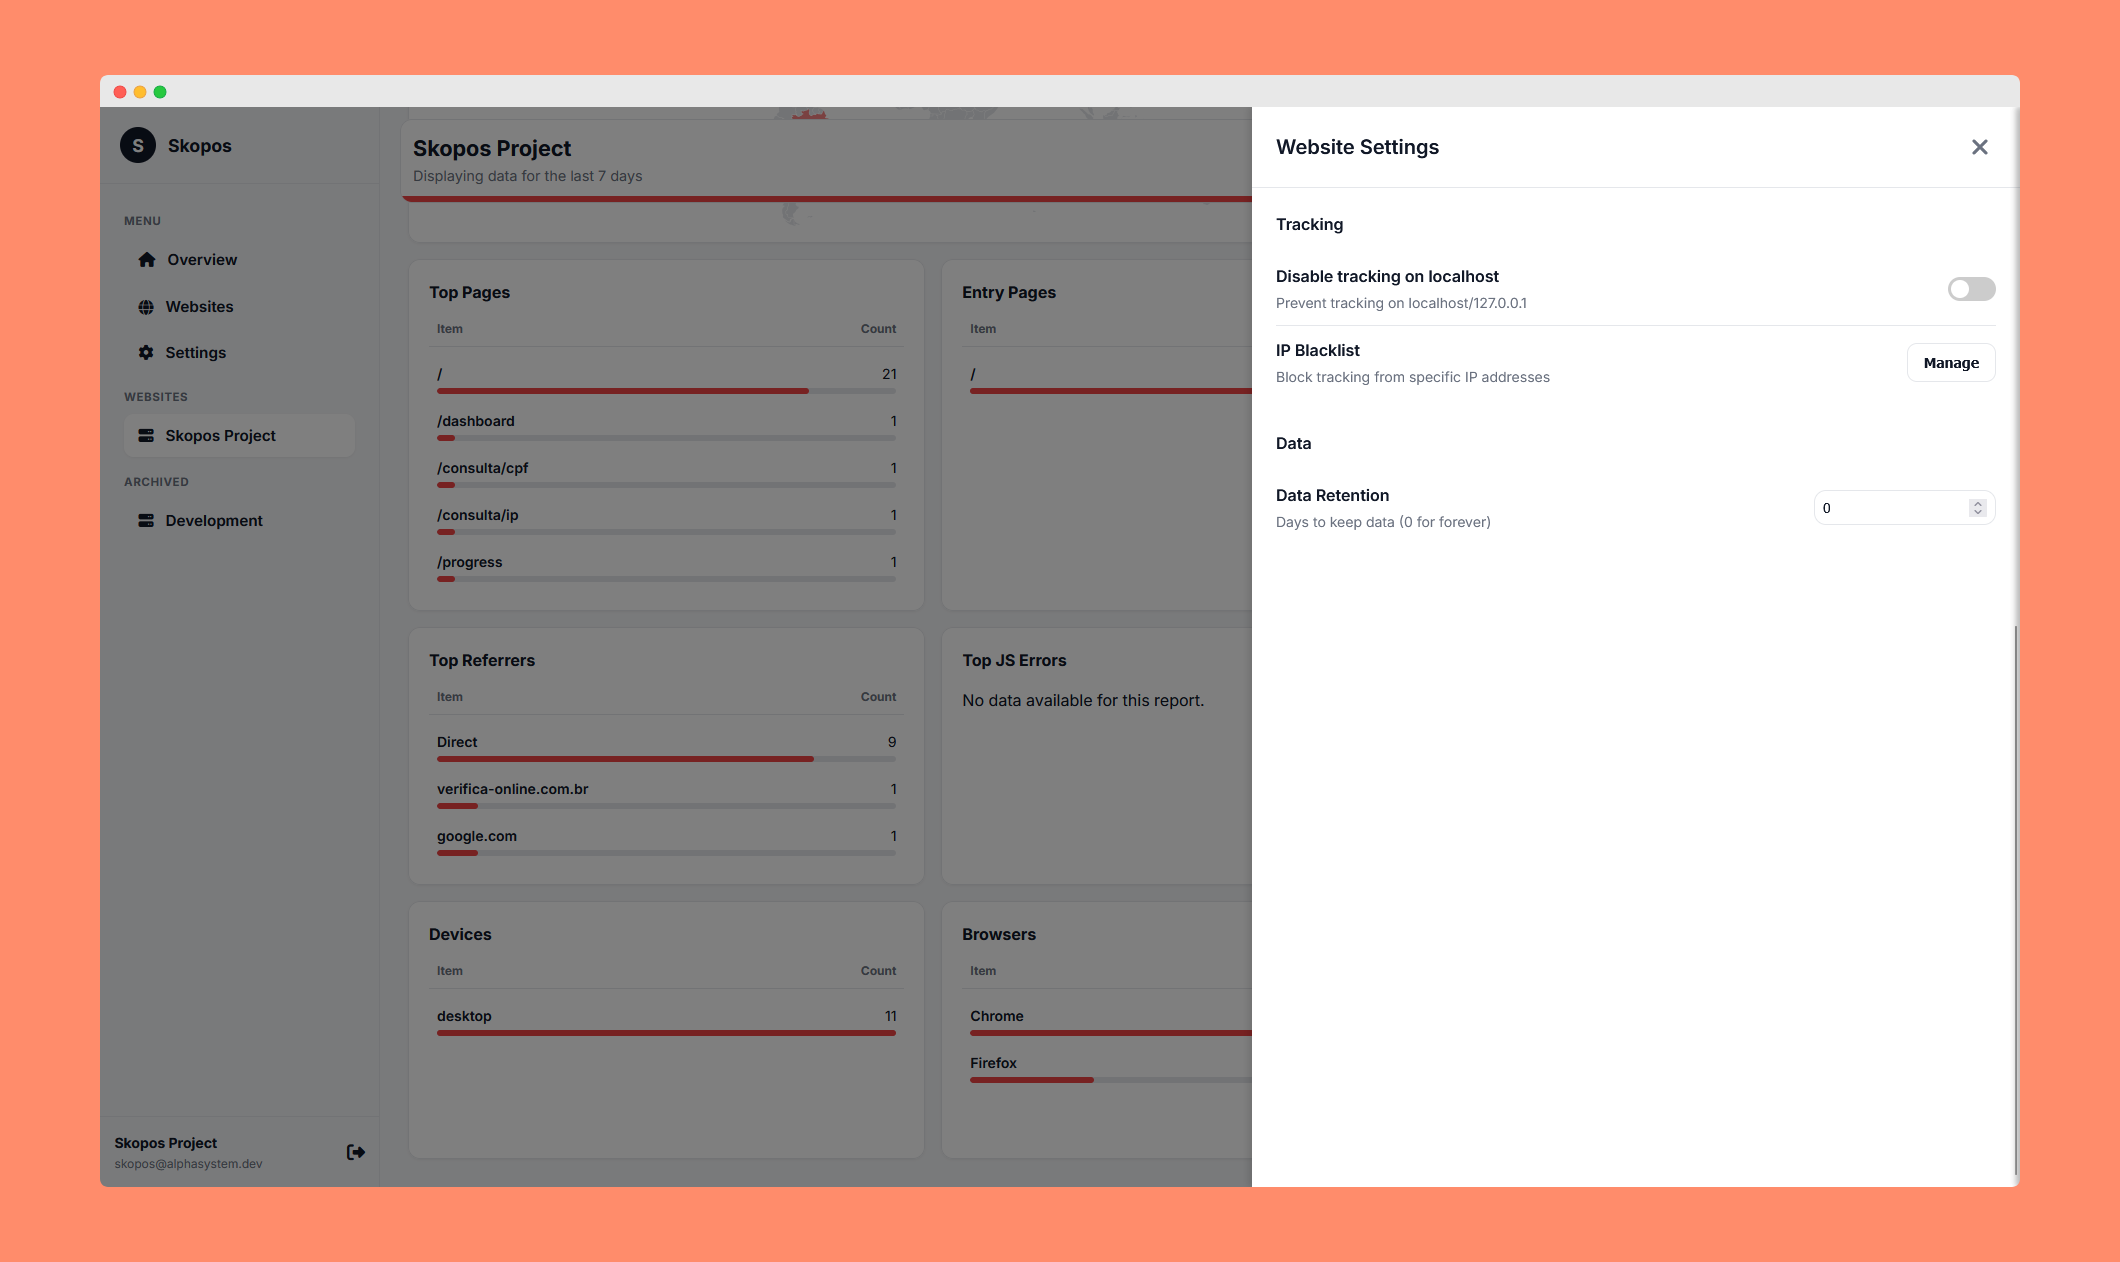 S Skopos
MENU
Overview
Websites
Settings
WEBSITES
Skopos Project
ARCHIVED
Development
Skopos Project
skopos@alphasystem.dev
Skopos Project
Displaying data for the last 7 days
Top Pages
Item Count
/ 21
/dashboard 1
/consulta/cpf 1
/consulta/ip 1
/progress 1
Entry Pages
Item
/
Top Referrers
Item Count
Direct 9
verifica-online.com.br 1
google.com 1
Top JS Errors
No data available for this report.
Devices
Item Count
desktop 11
Browsers
Item
Chrome
Firefox
Website Settings
Tracking
Disable tracking on localhost
Prevent tracking on localhost/127.0.0.1
IP Blacklist
Block tracking from specific IP addresses
Manage
Data
Data Retention
Days to keep data (0 for forever)
0